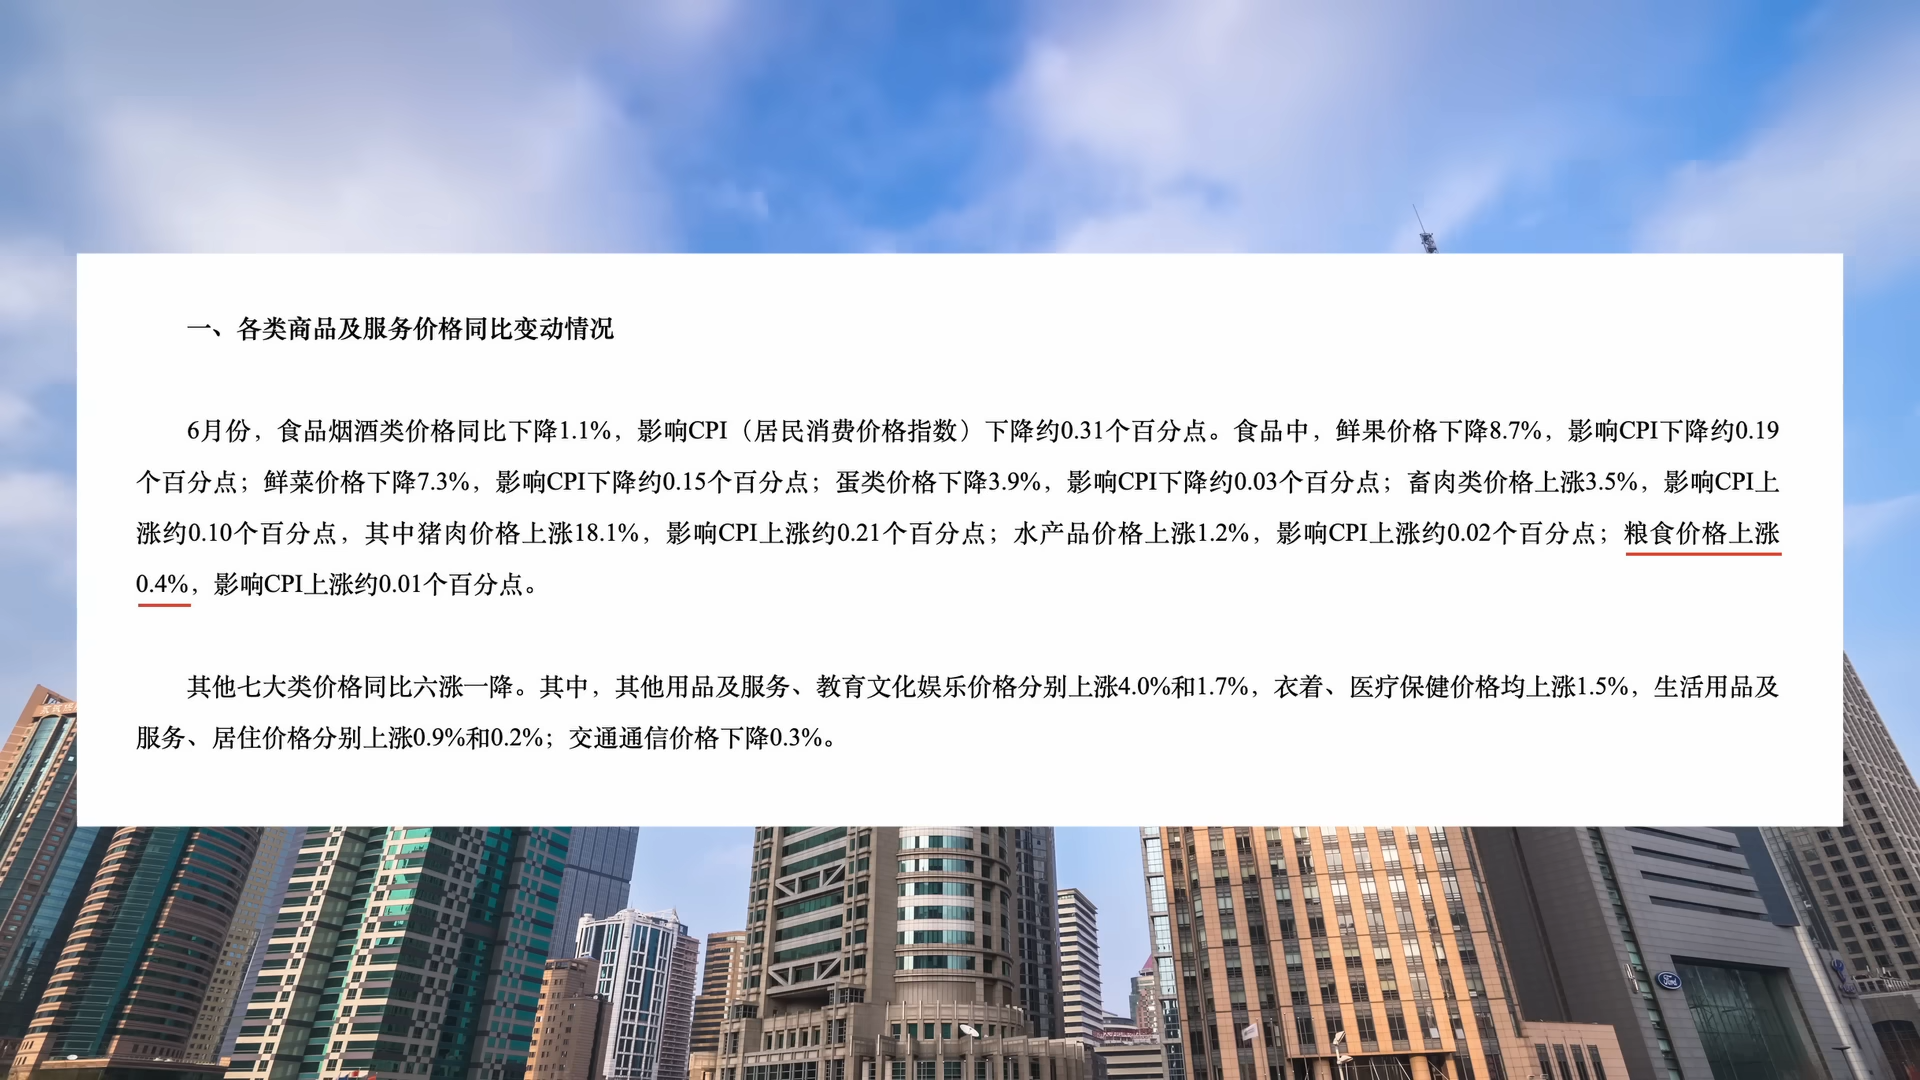 一、各类商品及服务价格同比变动情况
6月份，食品烟酒类价格同比下降1.1%，影响CPI（居民消费价格指数）下降约0.31个百分点。食品中，鲜果价格下降8.7%，影响CPI下降约0.19
个百分点；鲜菜价格下降7.3%，影响CPI下降约0.15个百分点；蛋类价格下降3.9%，影响CPI下降约0.03个百分点；畜肉类价格上涨3.5%，影响CPI上
涨约0.10个百分点，其中猪肉价格上涨18.1%，影响CPI上涨约0.21个百分点；水产品价格上涨1.2%，影响CPI上涨约0.02个百分点；粮食价格上涨
0.4%，影响CPI上涨约0.01个百分点。
其他七大类价格同比六涨一降。其中，其他用品及服务、教育文化娱乐价格分别上涨4.0%和1.7%，衣着、医疗保健价格均上涨1.5%，生活用品及
服务、居住价格分别上涨0.9%和0.2%；交通通信价格下降0.3%。
Ford